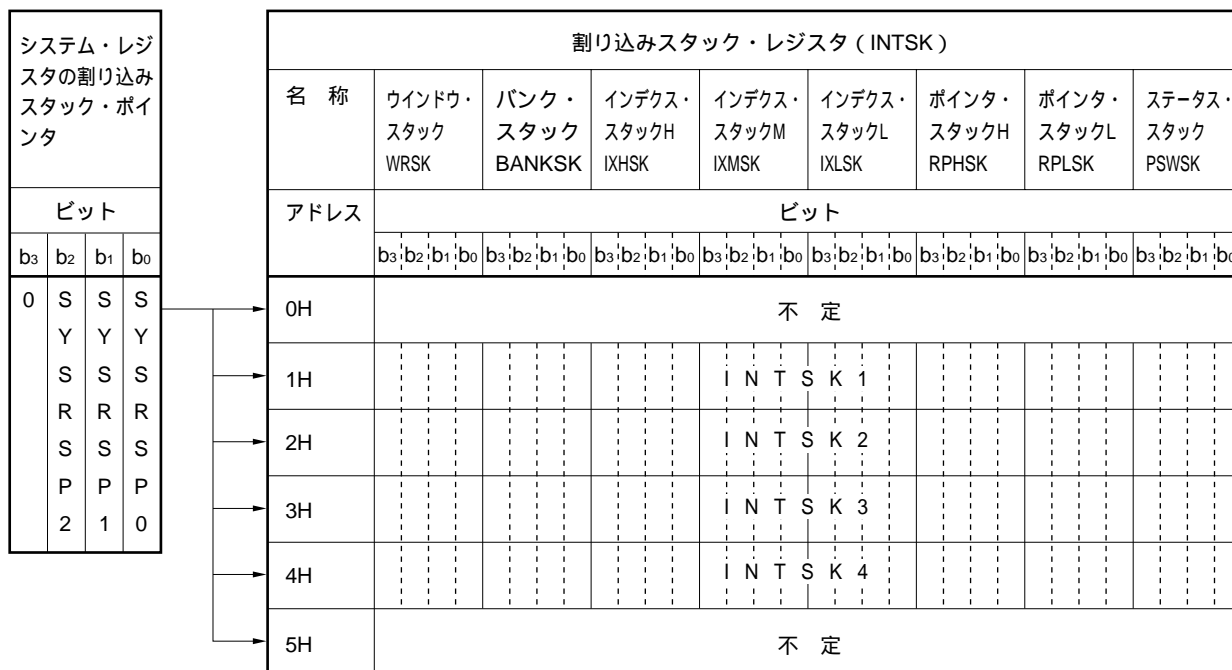 システム・レジ
スタの割り込み
スタック・ポイ
ンタ
ビット
b3 b2 b1 b0
0 SYSRSP2 SYSRSP1 SYSRSP0
割り込みスタック・レジスタ(INTSK)
名 称
ウインドウ・
スタック
WRSK
バンク・
スタック
BANKSK
インデクス・
スタックH
IXHSK
インデクス・
スタックM
IXMSK
インデクス・
スタックL
IXLSK
ポインタ・
スタックH
RPHSK
ポインタ・
スタックL
RPLSK
ステータス・
スタック
PSWSK
アドレス
ビット
b3 b2 b1 b0 b3 b2 b1 b0 b3 b2 b1 b0 b3 b2 b1 b0 b3 b2 b1 b0 b3 b2 b1 b0 b3 b2 b1 b0 b3 b2 b1 b0
0H 不 定
1H INTSK1
2H INTSK2
3H INTSK3
4H INTSK4
5H 不 定